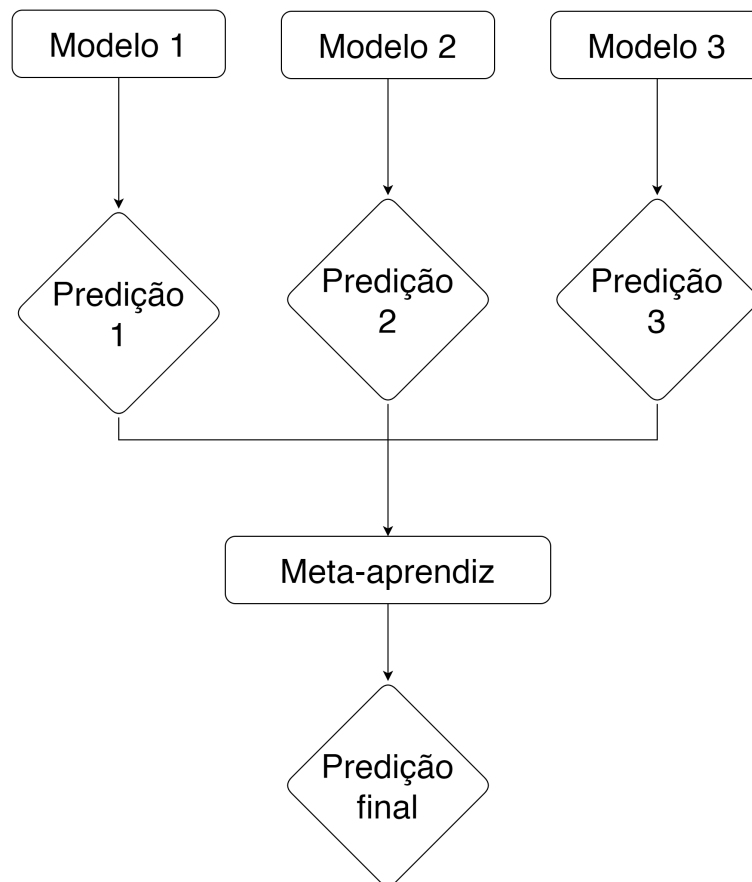 Modelo 1
Modelo 2
Modelo 3
Predição
1
Predição
2
Predição
3
Meta-aprendiz
Predição
final